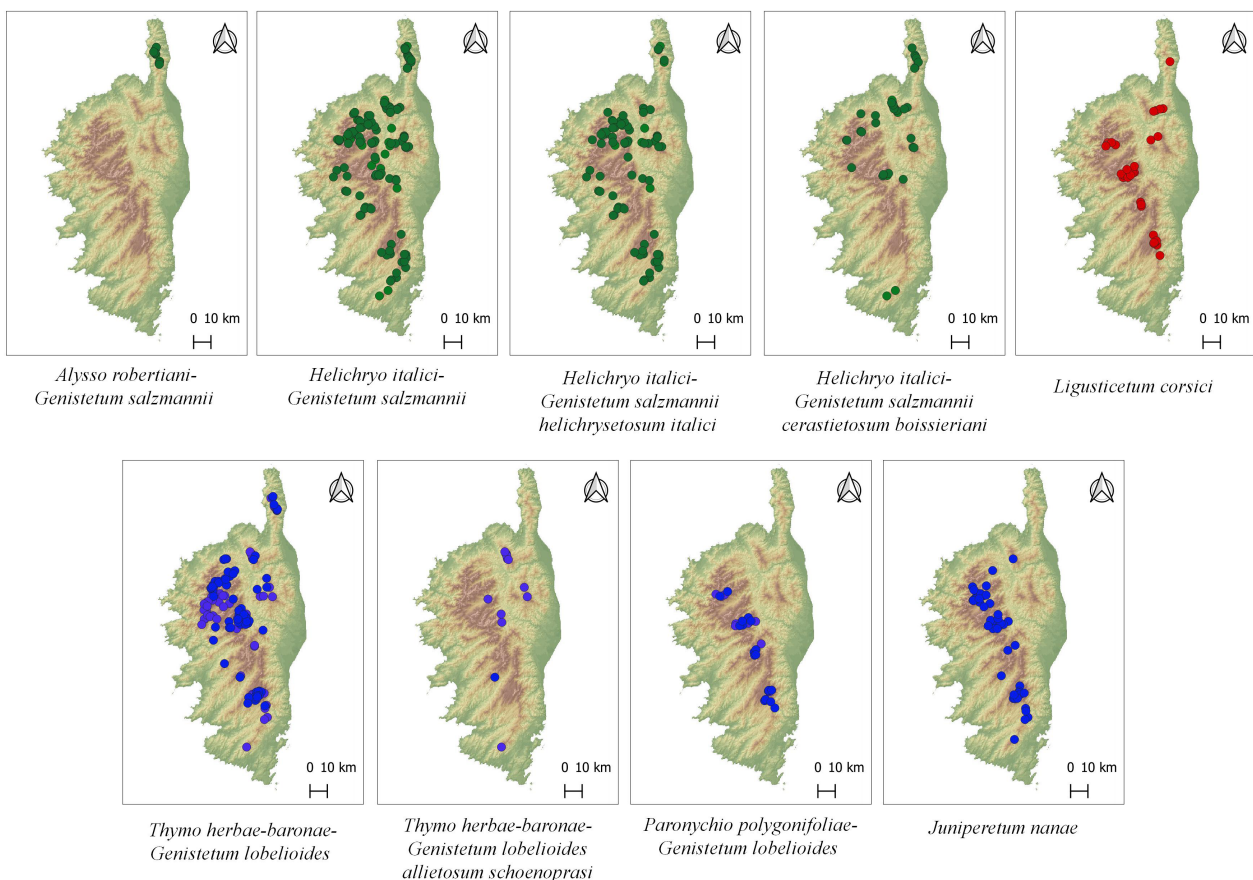 0 10 km
0 10 km
0 10 km
0 10 km
0 10 km
Alysso robertiani-
Genistetum salzmannii
Helichryo italici-
Genistetum salzmannii
Helichryo italici-
Genistetum salzmannii
helichrysetosum italici
Helichryo italici-
Genistetum salzmannii
cerastietosum boissieriani
Ligusticetum corsici
0 10 km
0 10 km
0 10 km
0 10 km
Thymo herbae-baronae-
Genistetum lobelioides
Thymo herbae-baronae-
Genistetum lobelioides
allietosum schoenoprasi
Paronychio polygonifoliae-
Genistetum lobelioides
Juniperetum nanae